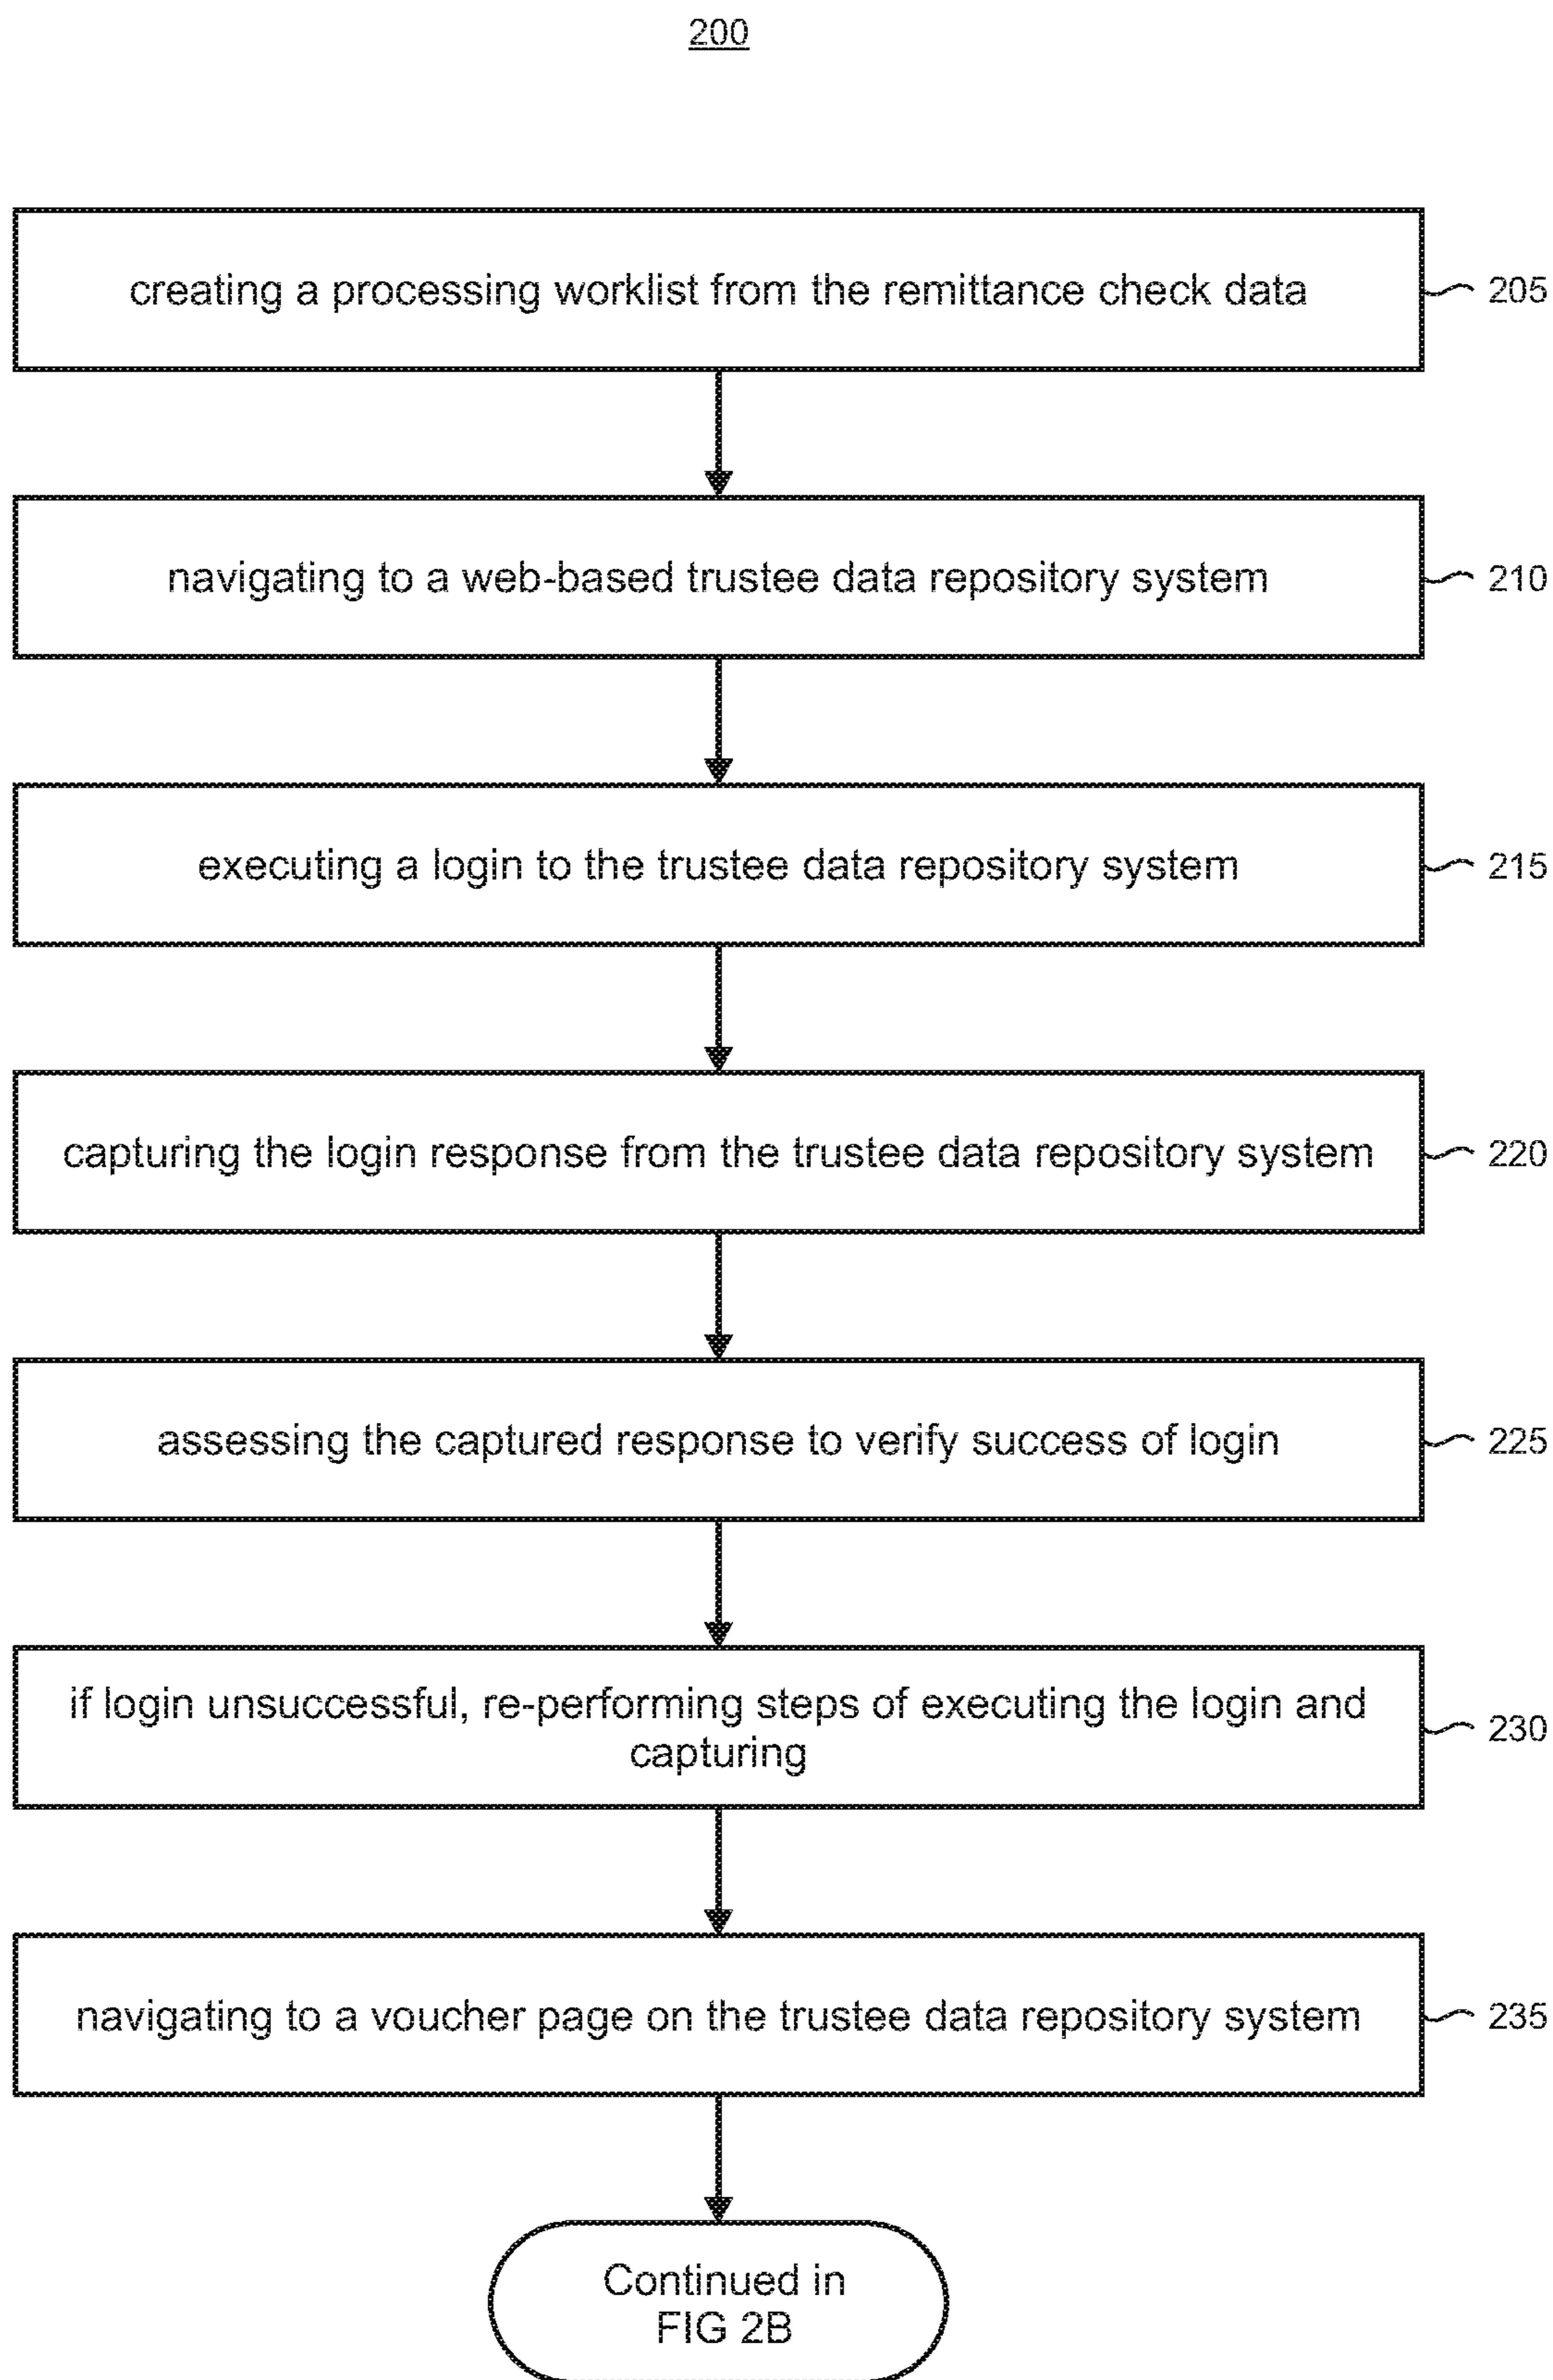 200
creating a processing worklist from the remittance check data
205
navigating to a web-based trustee data repository system
210
executing a login to the trustee data repository system
215
capturing the login response from the trustee data repository system
220
assessing the captured response to verify success of login
225
if login unsuccessful, re-performing steps of executing the login and
capturing
230
navigating to a voucher page on the trustee data repository system
235
Continued in
FIG 2B